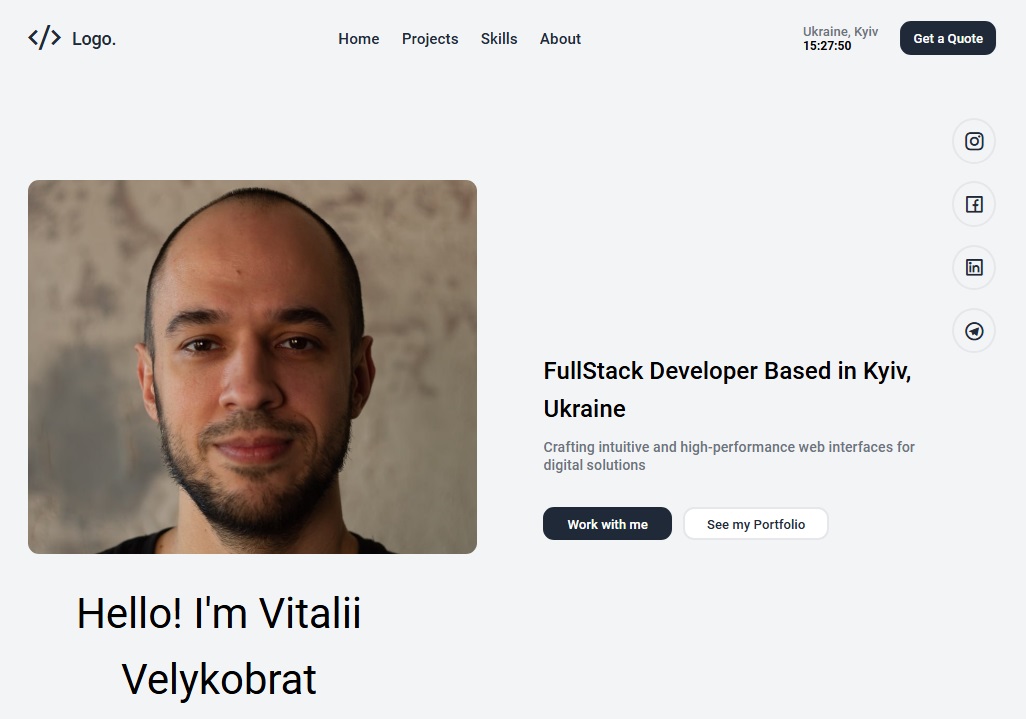 Logo.
Home Projects Skills About
Ukraine, Kyiv
15:27:50
Get a Quote
FullStack Developer Based in Kyiv,
Ukraine
Crafting intuitive and high-performance web interfaces for
digital solutions
Work with me See my Portfolio
Hello! I'm Vitalii
Velykobrat